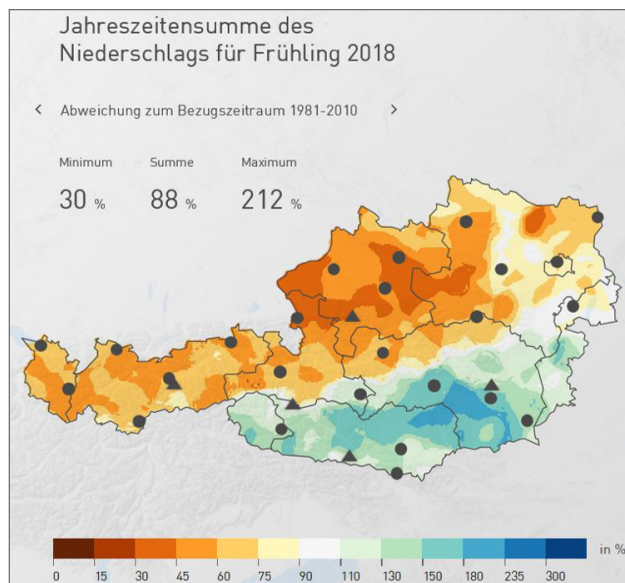 Jahreszeitensumme des
Niederschlags für Frühling 2018
< Abweichung zum Bezugszeitraum 1981-2010 >
Minimum Summe Maximum
30 % 88 % 212 %
in %
0 15 30 45 60 75 90 110 130 150 180 235 300